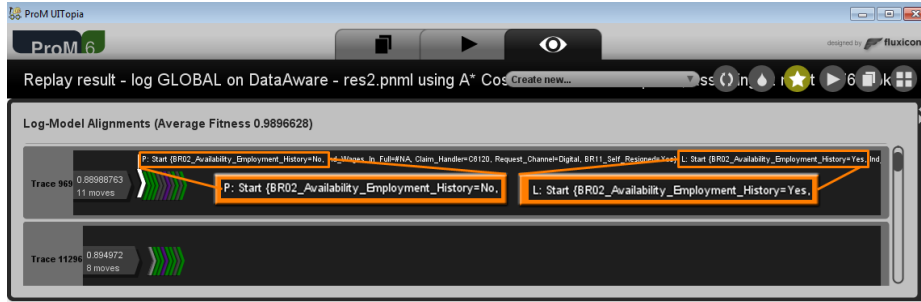 ProM UITopia
ProM 6
designed by fluxicon
Replay result - log GLOBAL on DataAware - res2.pnml using A* Cos
Create new...
Log-Model Alignments (Average Fitness 0.9896628)
P: Start {BR02_Availability_Employment_History=No, nd_Wages_In_Full=#NA, Claim_Handler=C6120, Request_Channel=Digital, BR11_Self_Resigned=Yes} L: Start {BR02_Availability_Employment_History=Yes, Ind
Trace 969
0.88988763
11 moves
P: Start {BR02_Availability_Employment_History=No,
L: Start {BR02_Availability_Employment_History=Yes,
Trace 11296
0.894972
8 moves